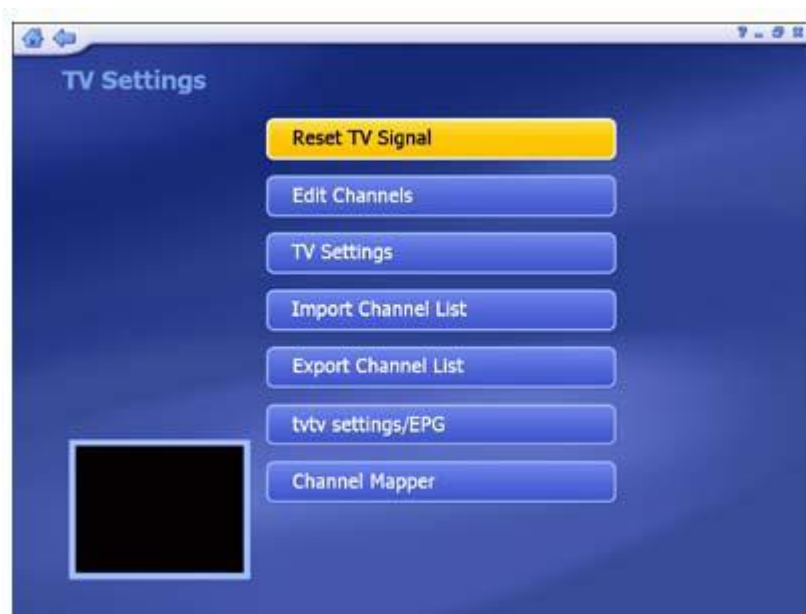 TV Settings
Reset TV Signal
Edit Channels
TV Settings
Import Channel List
Export Channel List
tvtv settings/EPG
Channel Mapper